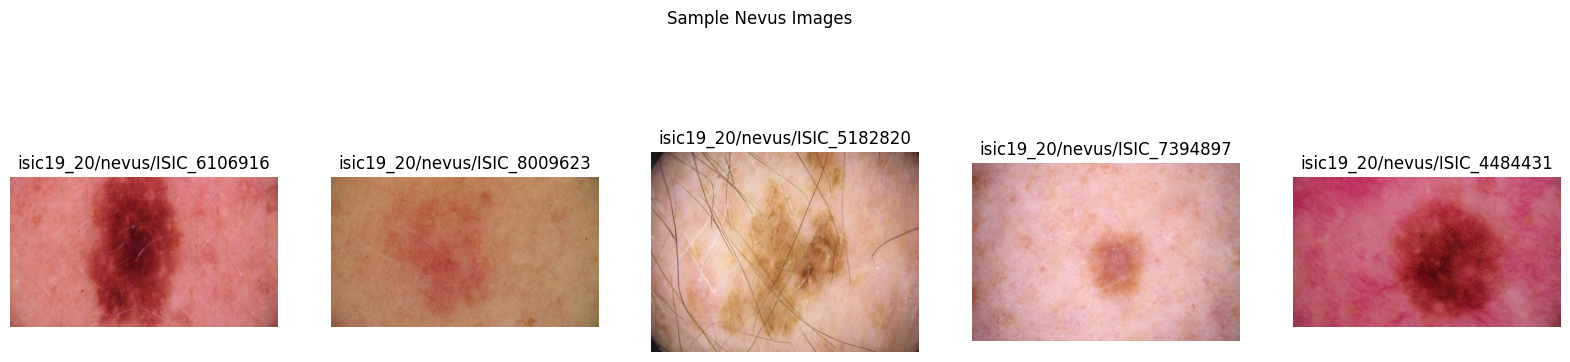 Sample Nevus Images
isic19_20/nevus/ISIC_6106916
isic19_20/nevus/ISIC_8009623
isic19_20/nevus/ISIC_5182820
isic19_20/nevus/ISIC_7394897
isic19_20/nevus/ISIC_4484431